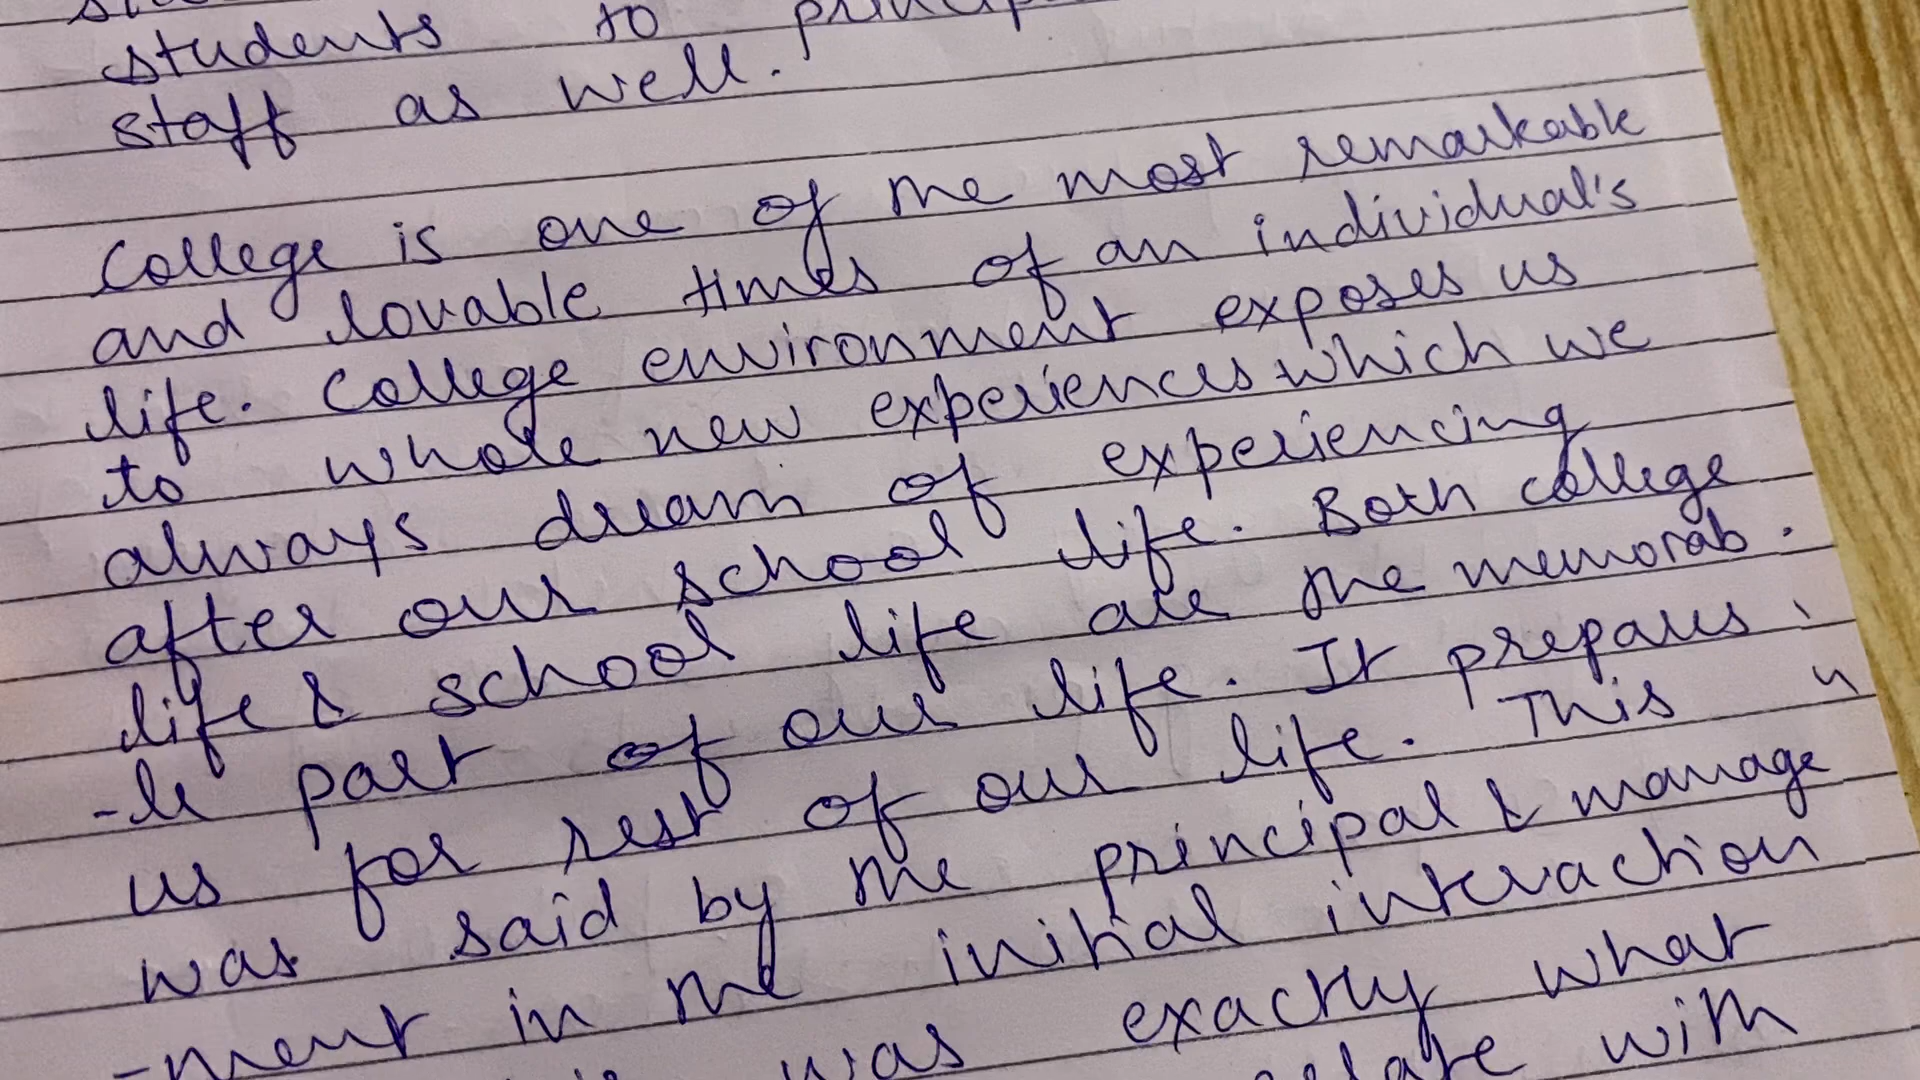 students to
staff as well.
College is one of the most remarkable
and lovable times of an individual's
life. College environment exposes us
to whole new experiences which we
always dream of experiencing
after our school life. Both college
life & school life are the memorab.
-le part of our life. It prepares
us for rest of our life. This
was said by the principal & manage
-ment in the initial interaction
was exactly what
with